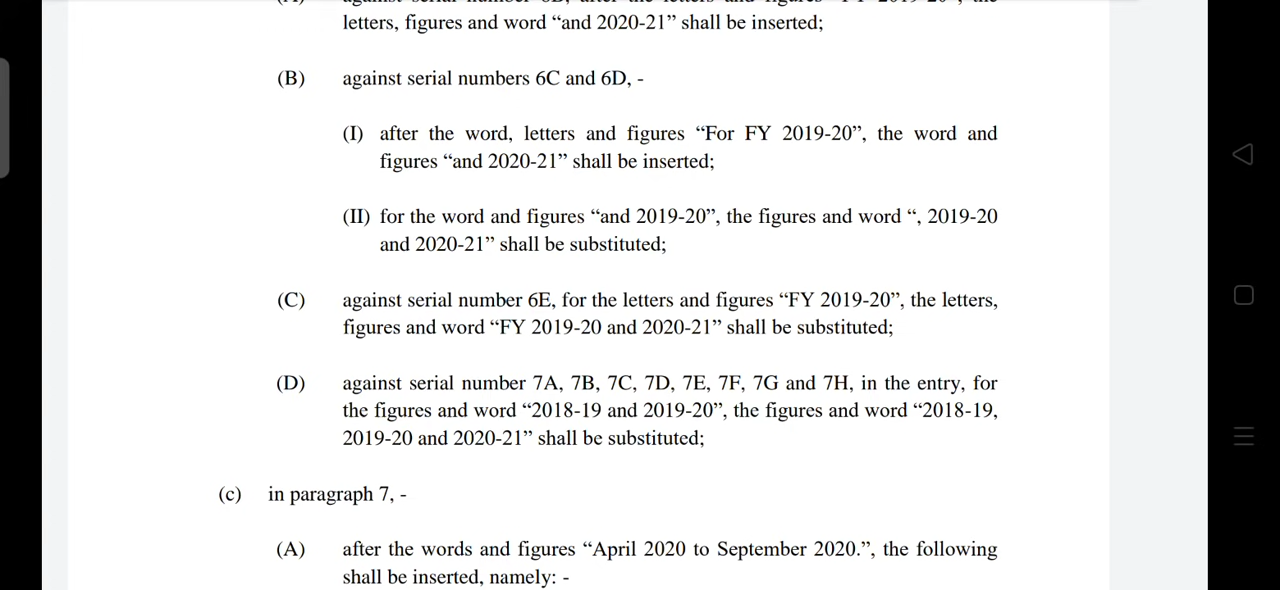 letters, figures and word “and 2020-21” shall be inserted;
(B) against serial numbers 6C and 6D, -
(I) after the word, letters and figures “For FY 2019-20”, the word and
figures “and 2020-21” shall be inserted;
(II) for the word and figures “and 2019-20”, the figures and word “, 2019-20
and 2020-21” shall be substituted;
(C) against serial number 6E, for the letters and figures “FY 2019-20”, the letters,
figures and word “FY 2019-20 and 2020-21” shall be substituted;
(D) against serial number 7A, 7B, 7C, 7D, 7E, 7F, 7G and 7H, in the entry, for
the figures and word “2018-19 and 2019-20”, the figures and word “2018-19,
2019-20 and 2020-21” shall be substituted;
(c) in paragraph 7, -
(A) after the words and figures “April 2020 to September 2020.”, the following
shall be inserted, namely: -